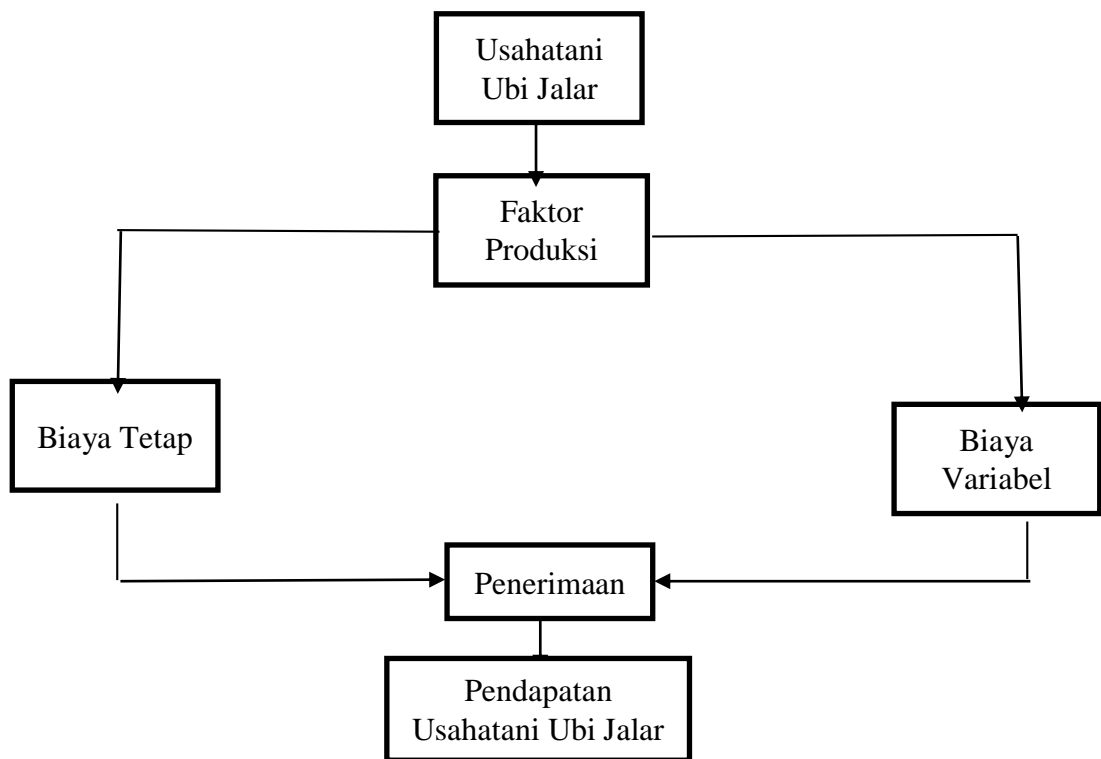 Usahatani
Ubi Jalar
Faktor
Produksi
Biaya Tetap
Biaya
Variabel
Penerimaan
Pendapatan
Usahatani Ubi Jalar